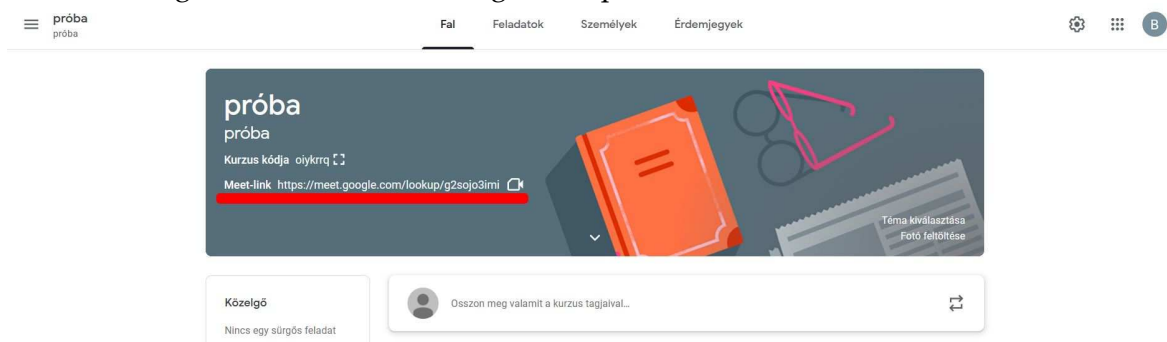 próba
próba
Fal Feladatok Személyek Érdemjegyek
B
próba
próba
Kurzus kódja oiykrrq
Meet-link https://meet.google.com/lookup/g2sojo3imi
Téma kiválasztása
Fotó feltöltése
Közelgő
Osszon meg valamit a kurzus tagjaival...
Nincs egy sürgős feladat